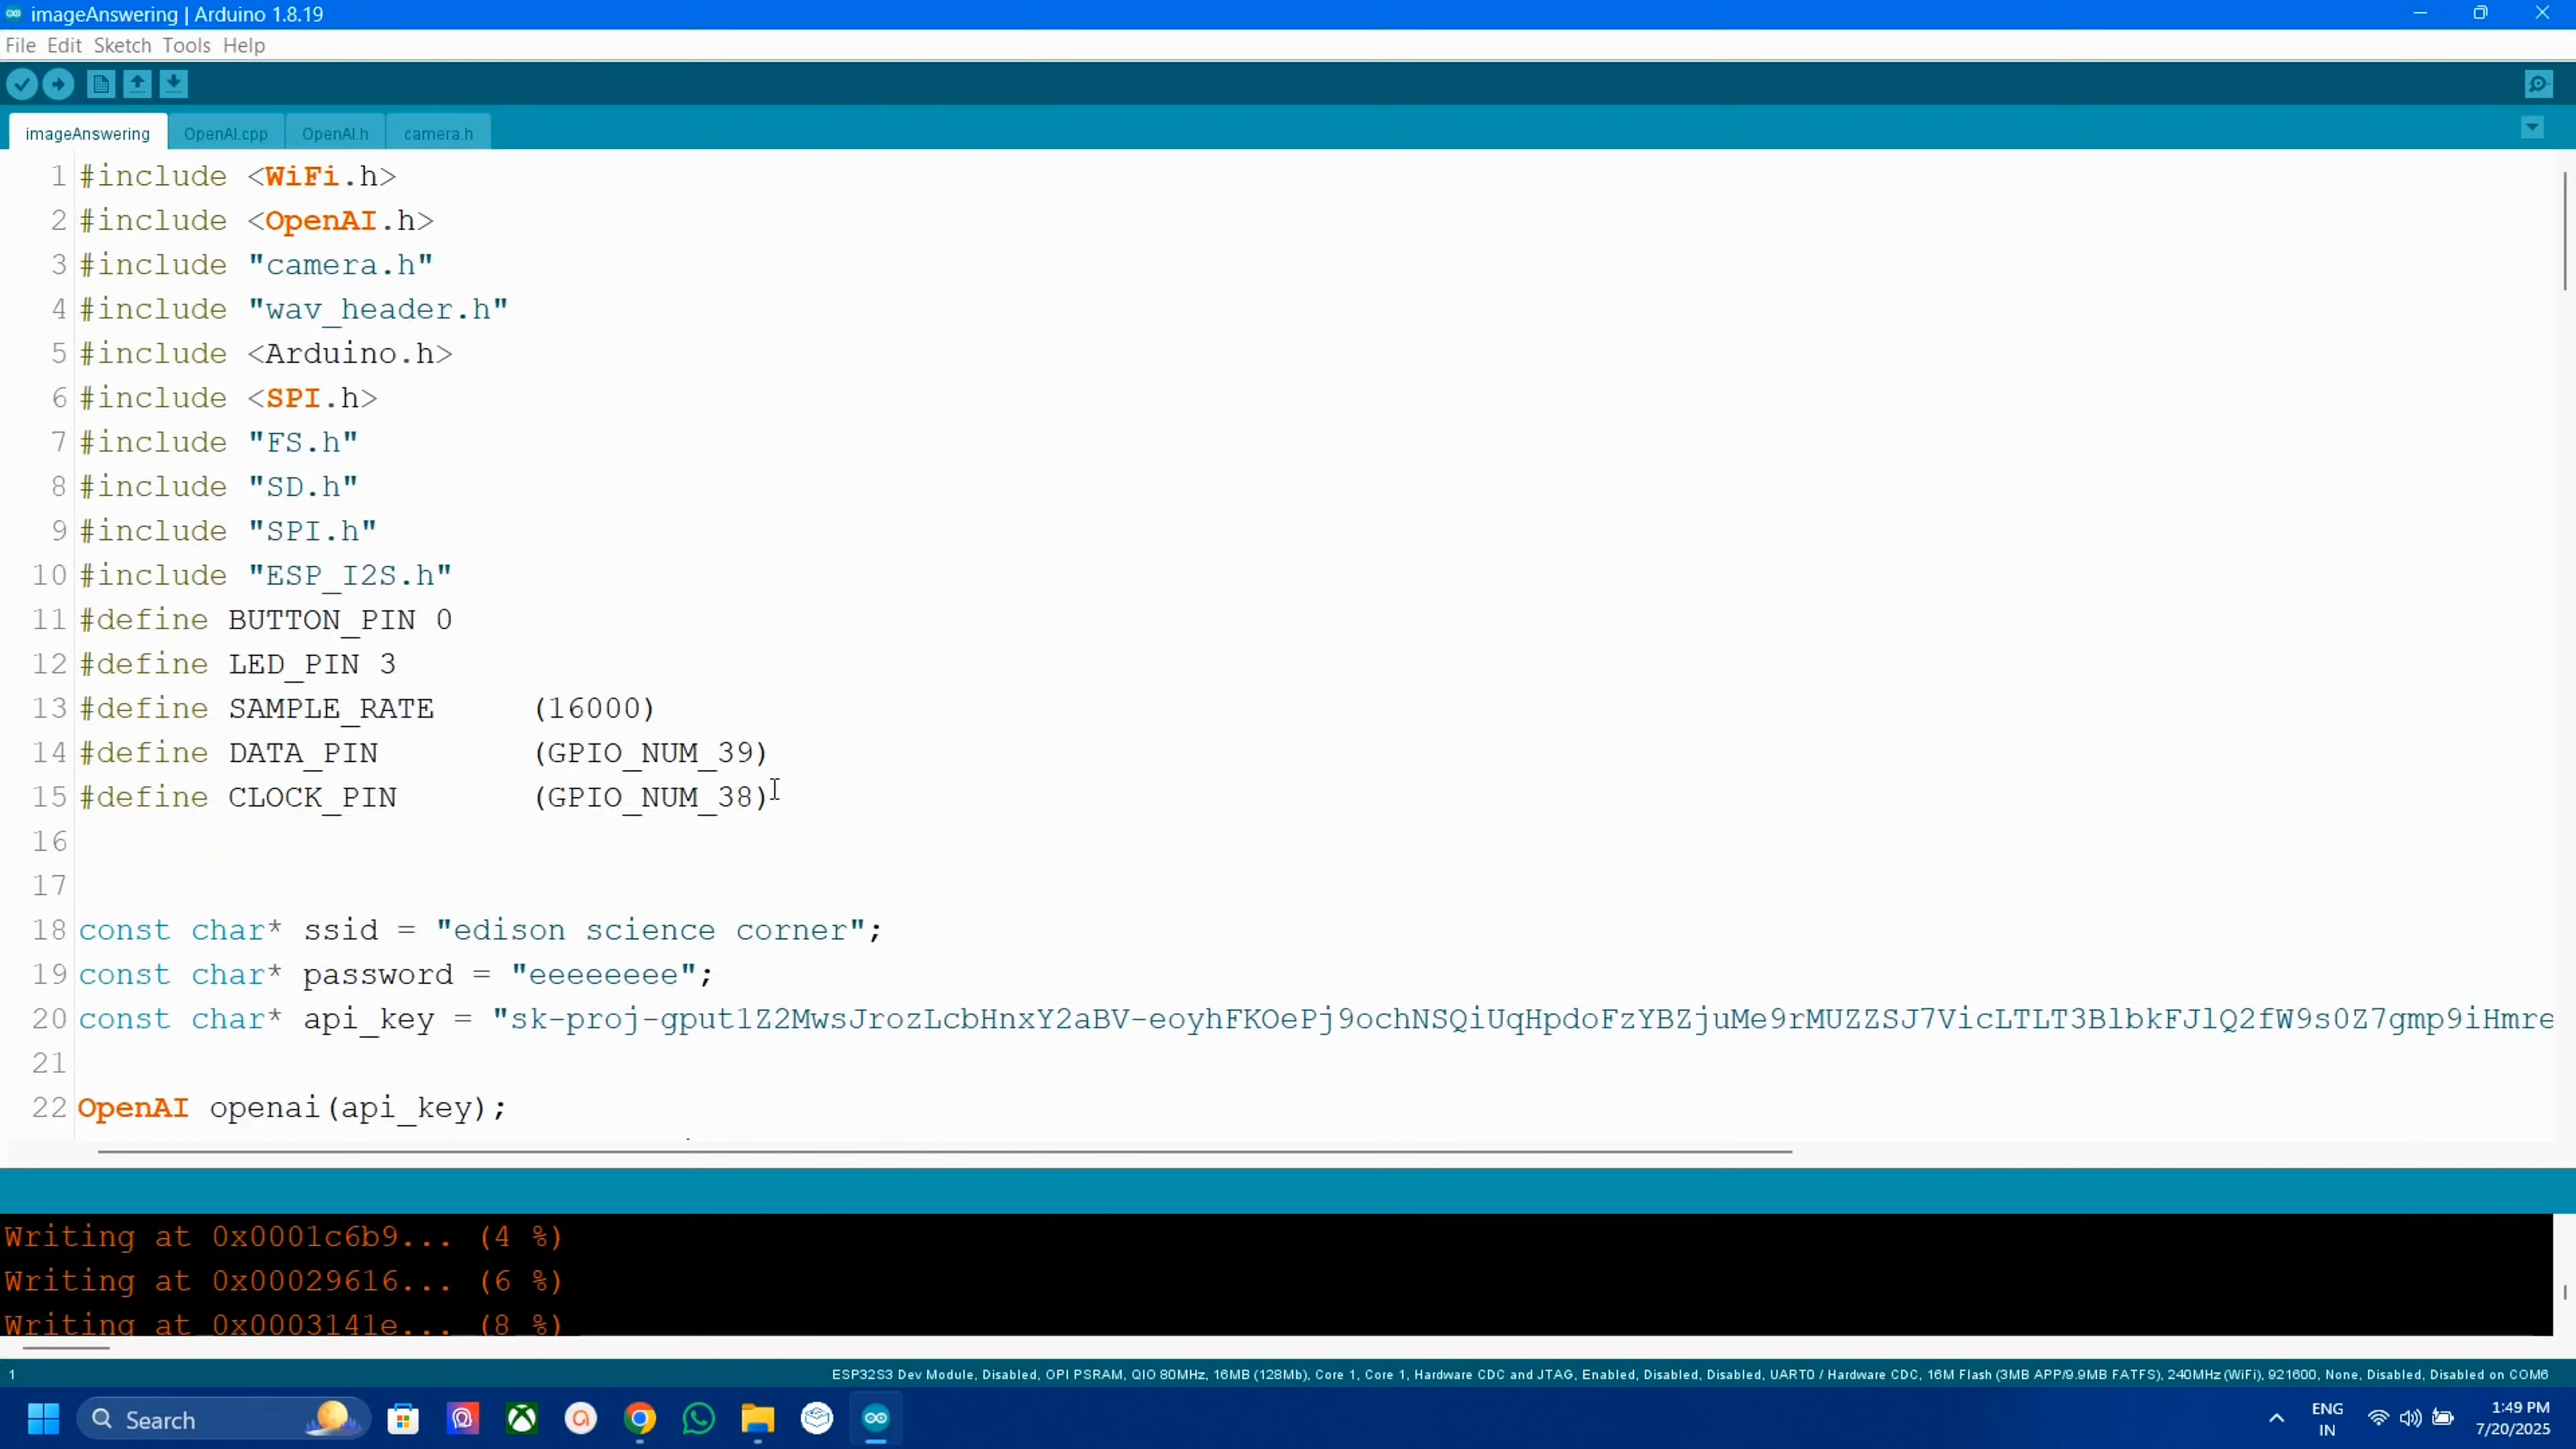 imageAnswering | Arduino 1.8.19
File Edit Sketch Tools Help
imageAnswering OpenAI.cpp OpenAI.h camera.h
1 #include <WiFi.h>
2 #include <OpenAI.h>
3 #include "camera.h"
4 #include "wav_header.h"
5 #include <Arduino.h>
6 #include <SPI.h>
7 #include "FS.h"
8 #include "SD.h"
9 #include "SPI.h"
10 #include "ESP_I2S.h"
11 #define BUTTON_PIN 0
12 #define LED_PIN 3
13 #define SAMPLE_RATE (16000)
14 #define DATA_PIN (GPIO_NUM_39)
15 #define CLOCK_PIN (GPIO_NUM_38)
16
17
18 const char* ssid = "edison science corner";
19 const char* password = "eeeeeeee";
20 const char* api_key =
21
22 OpenAI openai(api_key);
Writing at 0x0001c6b9... (4 %)
Writing at 0x00029616... (6 %)
Writing at 0x0003141e... (8 %)
1 ESP32S3 Dev Module, Disabled, OPI PSRAM, QIO 80MHz, 16MB (128Mb), Core 1, Core 1, Hardware CDC and JTAG, Enabled, Disabled, Disabled, UART0 / Hardware CDC, 16M Flash (3MB APP/9.9MB FATFS), 240MHz (WiFi), 921600, None, Disabled, Disabled on COM6
Search
ENG
IN
1:49 PM
7/20/2025